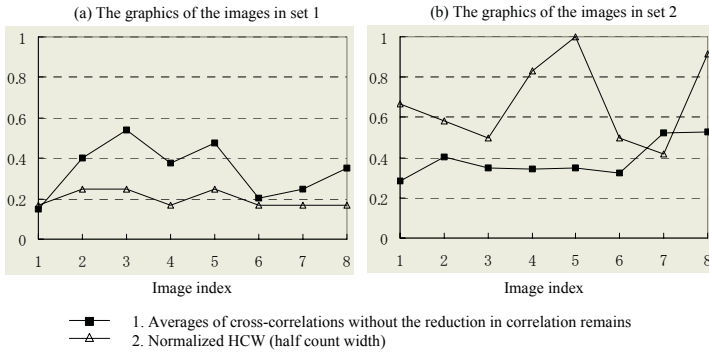 (a) The graphics of the images in set 1
1
0.8
0.6
0.4
0.2
0
1 2 3 4 5 6 7 8
Image index
(b) The graphics of the images in set 2
1
0.8
0.6
0.4
0.2
0
1 2 3 4 5 6 7 8
Image index
1. Averages of cross-correlations without the reduction in correlation remains
2. Normalized HCW (half count width)